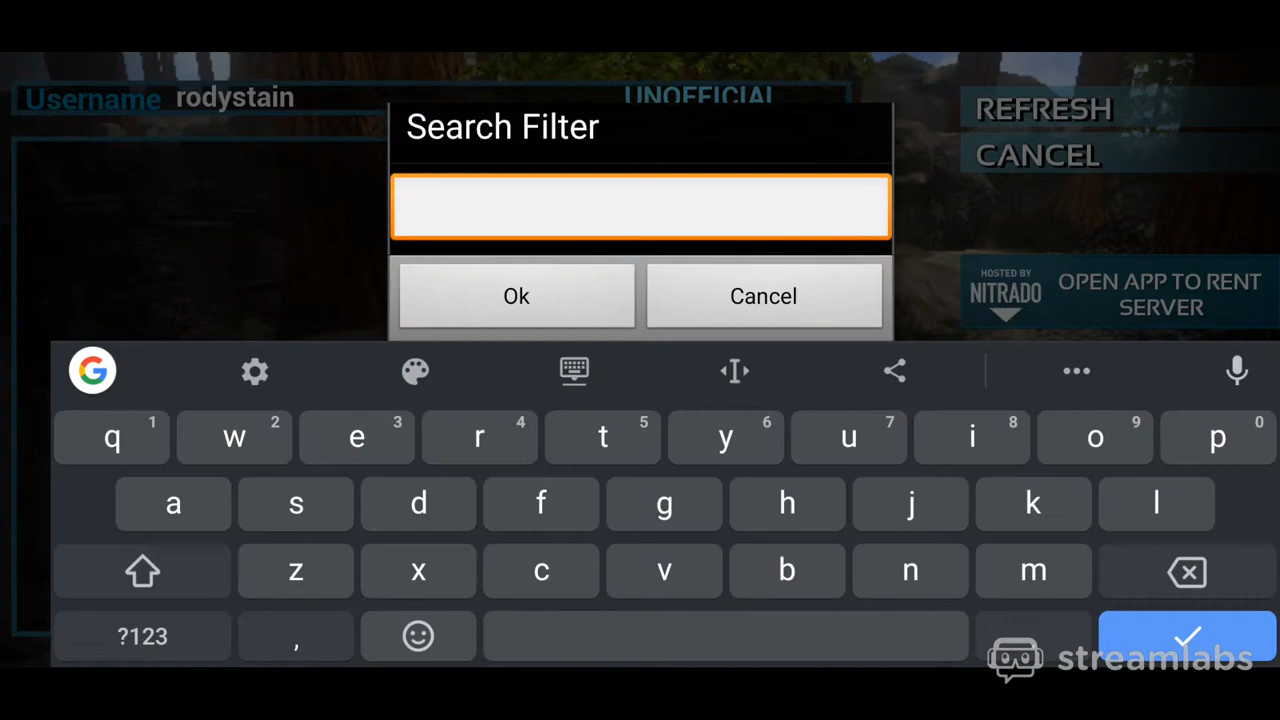 Username rodystain
UNOFFICIAL
REFRESH
CANCEL
Search Filter
Ok
Cancel
HOSTED BY
NITRADO
OPEN APP TO RENT
SERVER
G
q 1 w 2 e 3 r 4 t 5 y 6 u 7 i 8 o 9 p 0
a s d f g h j k l
z x c v b n m
?123 ,
streamlabs